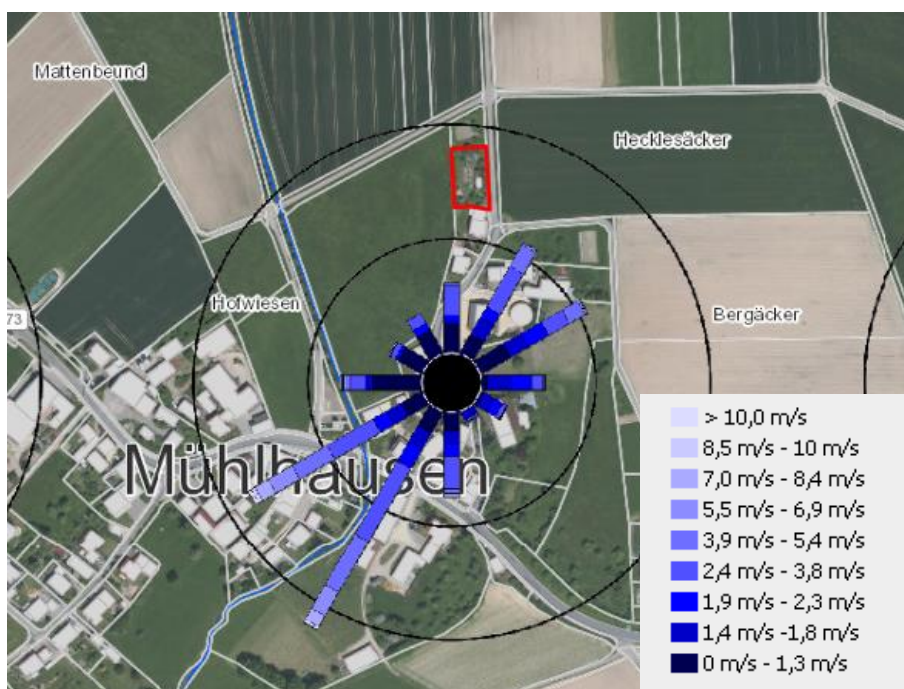 Mattenbeund
Hecklesäcker
Hofwiesen
73
Bergäcker
Mühlhausen
> 10,0 m/s
8,5 m/s - 10 m/s
7,0 m/s - 8,4 m/s
5,5 m/s - 6,9 m/s
3,9 m/s - 5,4 m/s
2,4 m/s - 3,8 m/s
1,9 m/s - 2,3 m/s
1,4 m/s -1,8 m/s
0 m/s - 1,3 m/s